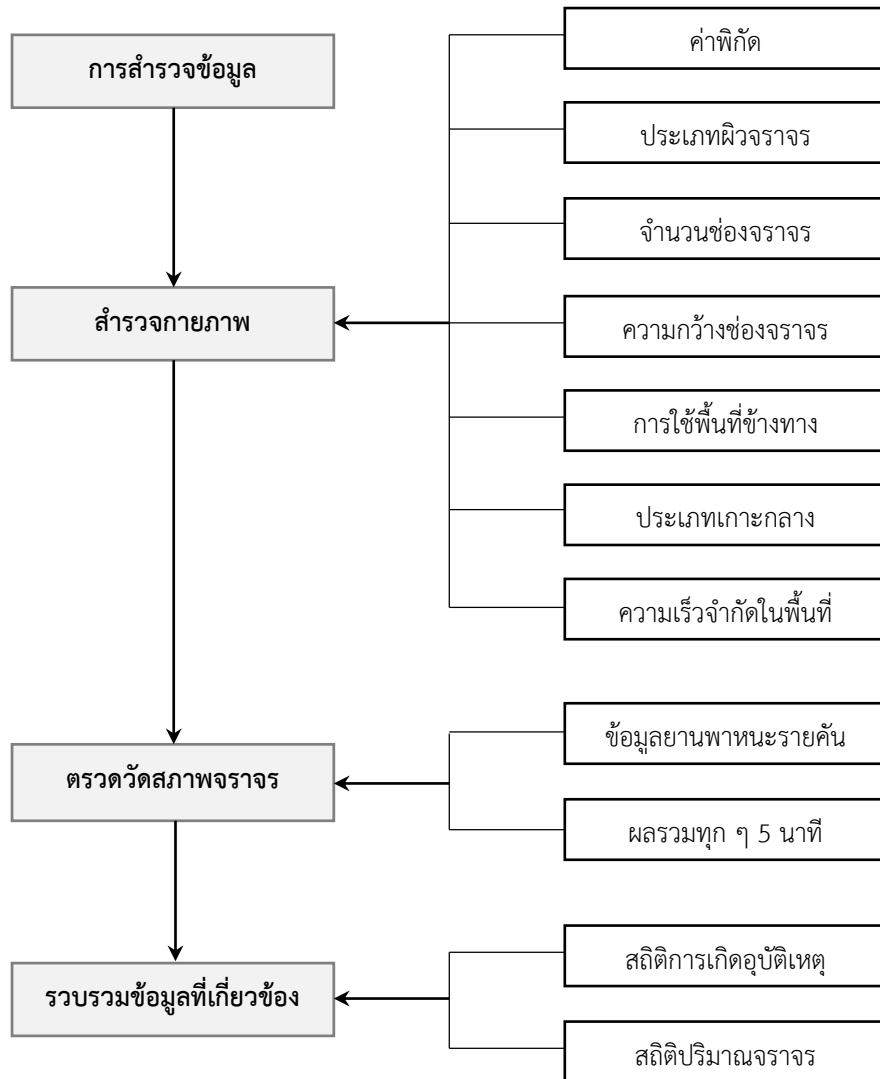 การสำรวจข้อมูล
ค่าพิกัด
ประเภทผิวจราจร
จำนวนช่องจราจร
สำรวจกายภาพ
ความกว้างช่องจราจร
การใช้พื้นที่ข้างทาง
ประเภทเกาะกลาง
ความเร็วจำกัดในพื้นที่
ตรวดวัดสภาพจราจร
ข้อมูลยานพาหนะรายคัน
ผลรวมทุก ๆ 5 นาที
รวบรวมข้อมูลที่เกี่ยวข้อง
สถิติการเกิดอุบัติเหตุ
สถิติปริมาณจราจร